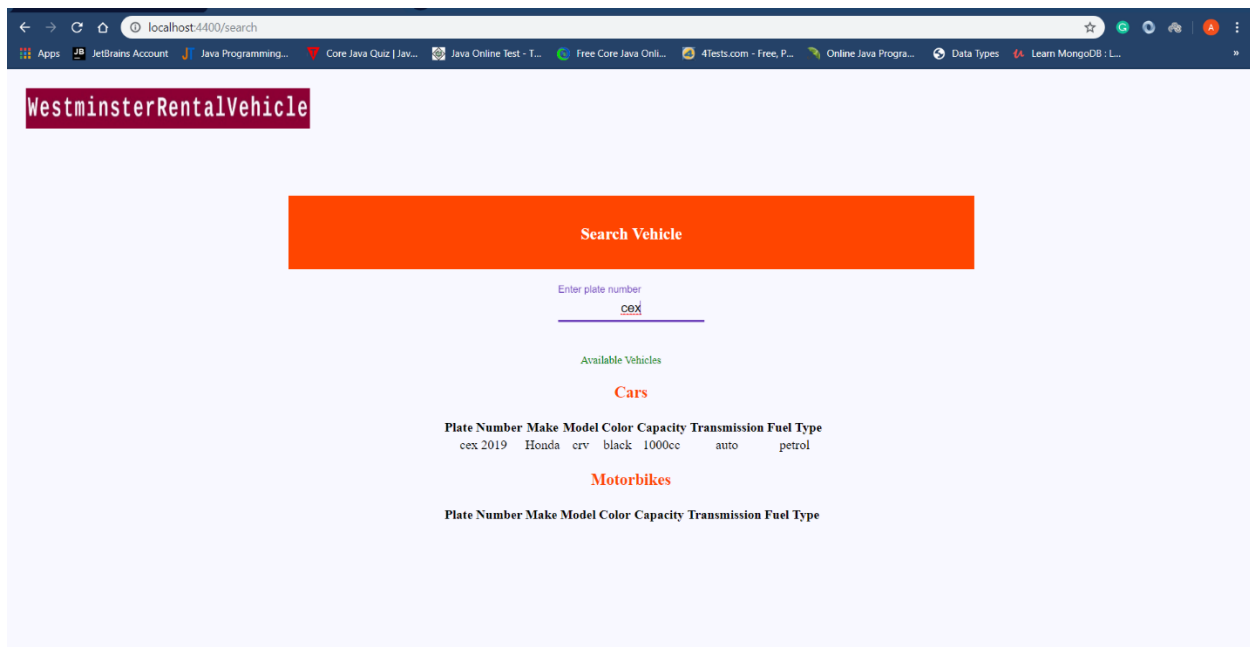 localhost:4400/search
Apps JetBrains Account Java Programming... Core Java Quiz | Jav... Java Online Test - T... Free Core Java Onli... 4Tests.com - Free, P... Online Java Progra... Data Types Learn MongoDB : L... »
WestminsterRentalVehicle
Search Vehicle
Enter plate number
cex
Available Vehicles
Cars
Plate Number Make Model Color Capacity Transmission Fuel Type
cex 2019 Honda crv black 1000cc auto petrol
Motorbikes
Plate Number Make Model Color Capacity Transmission Fuel Type